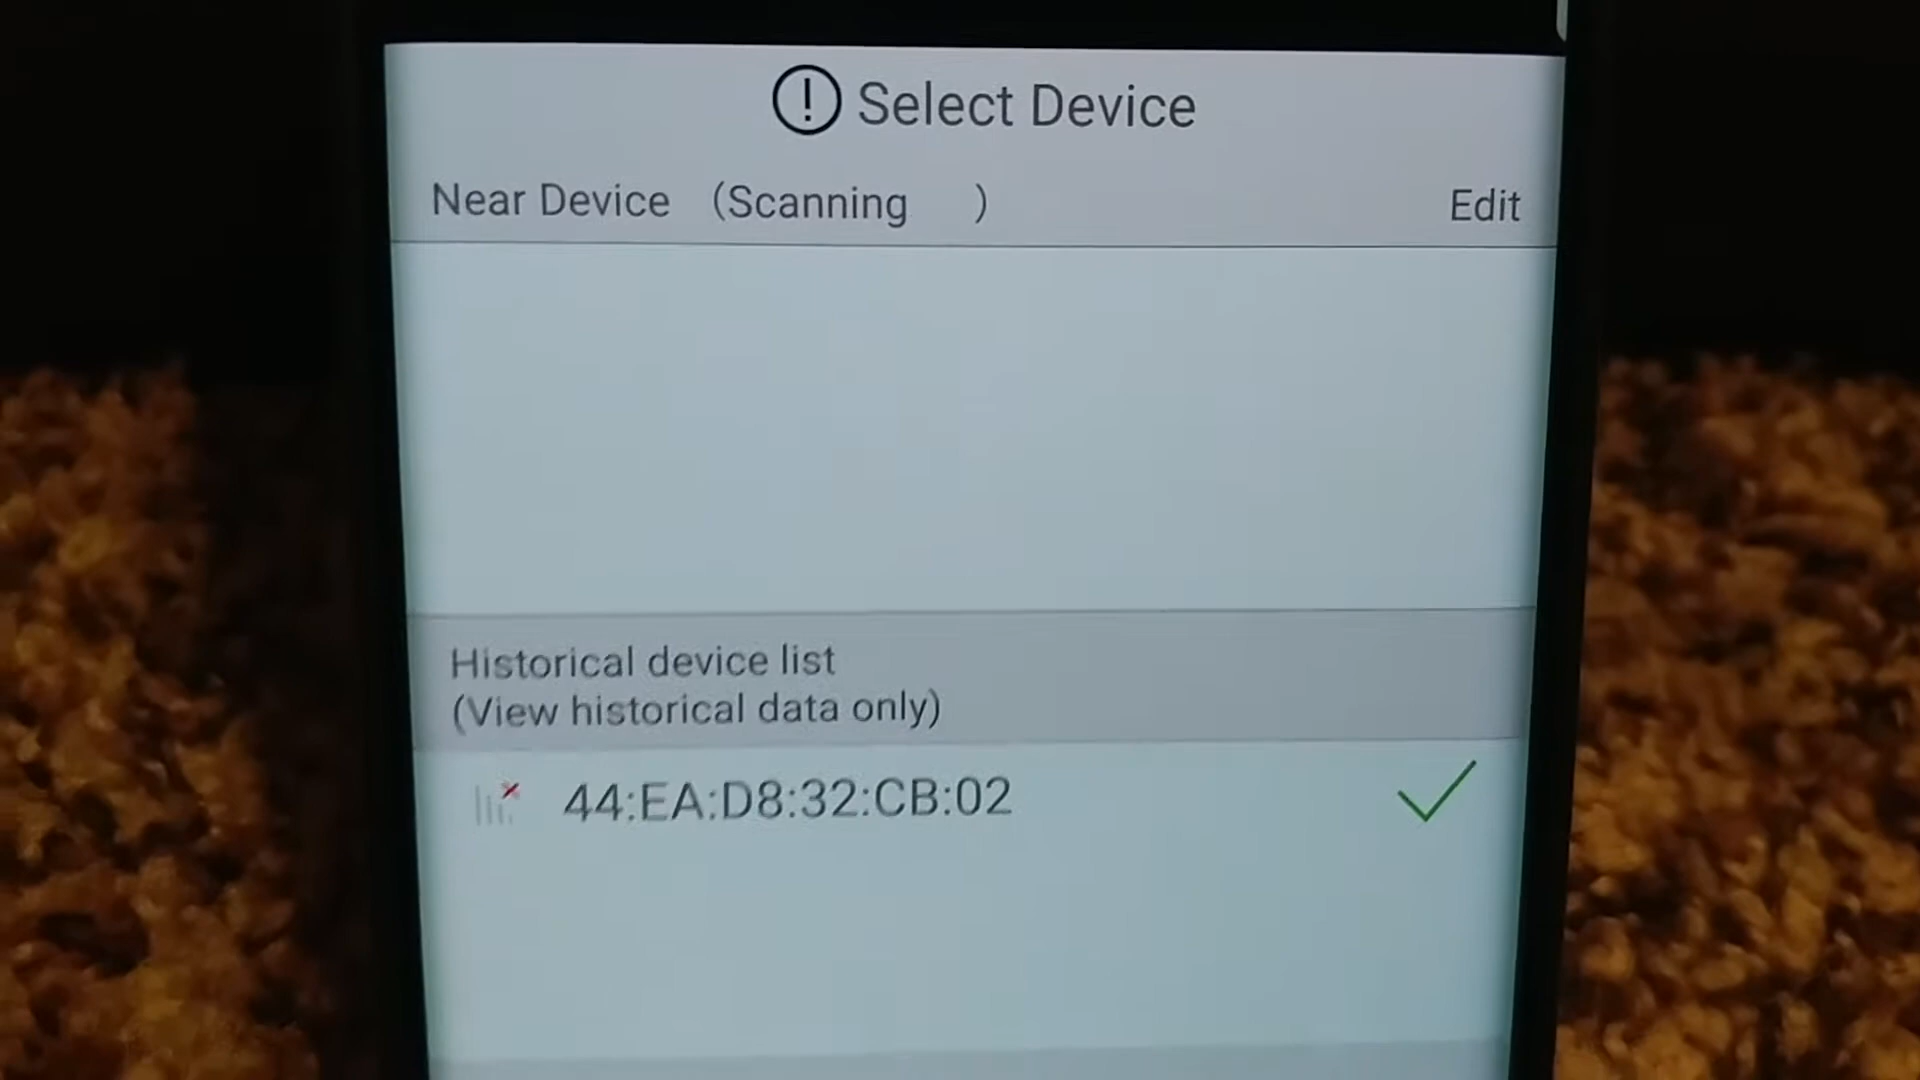 Select Device
Near Device (Scanning )
Edit
Historical device list
(View historical data only)
44:EA:D8:32:CB:02